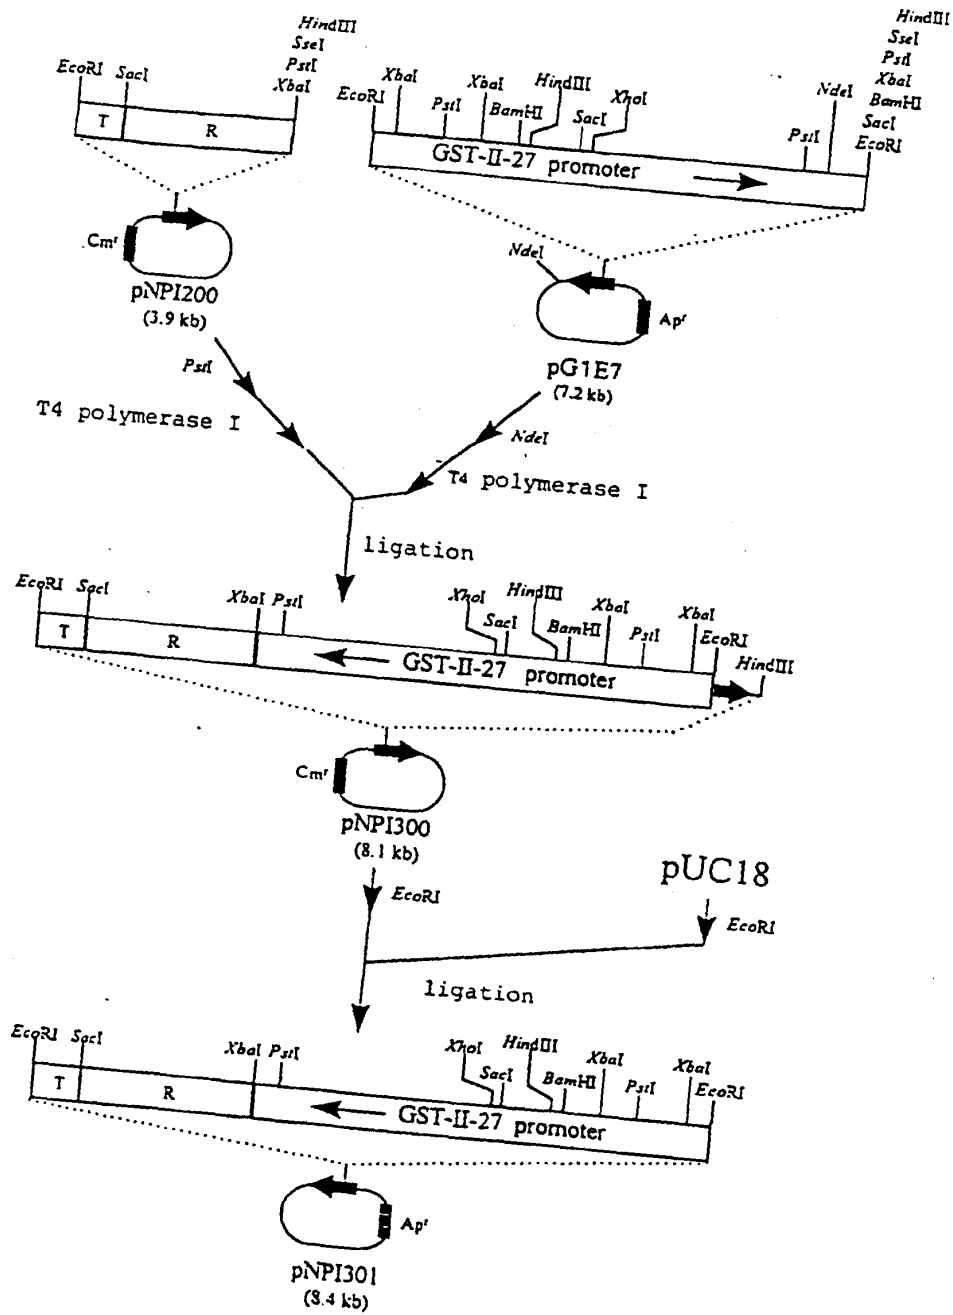 HindIII
SseI
PstI
XbaI
EcoRI
SacI
T
R
Cmr
pNPI200
(3.9 kb)
HindIII
SseI
PstI
XbaI
BamHI
SacI
EcoRI
EcoRI
XbaI
PstI
XbaI
BamHI
HindIII
SacI
XhoI
PstI
NdeI
GST-II-27 promoter
NdeI
Apr
pG1E7
(7.2 kb)
PstI
T4 polymerase I
NdeI
T4 polymerase I
ligation
EcoRI
SacI
XbaI
PstI
XhoI
SacI
HindIII
BamHI
XbaI
PstI
XbaI
EcoRI
HindIII
T
R
GST-II-27 promoter
Cmr
pNPI300
(8.1 kb)
EcoRI
pUC18
EcoRI
ligation
EcoRI
SacI
XbaI
PstI
XhoI
SacI
HindIII
BamHI
XbaI
PstI
XbaI
EcoRI
T
R
GST-II-27 promoter
Apr
pNPI301
(8.4 kb)